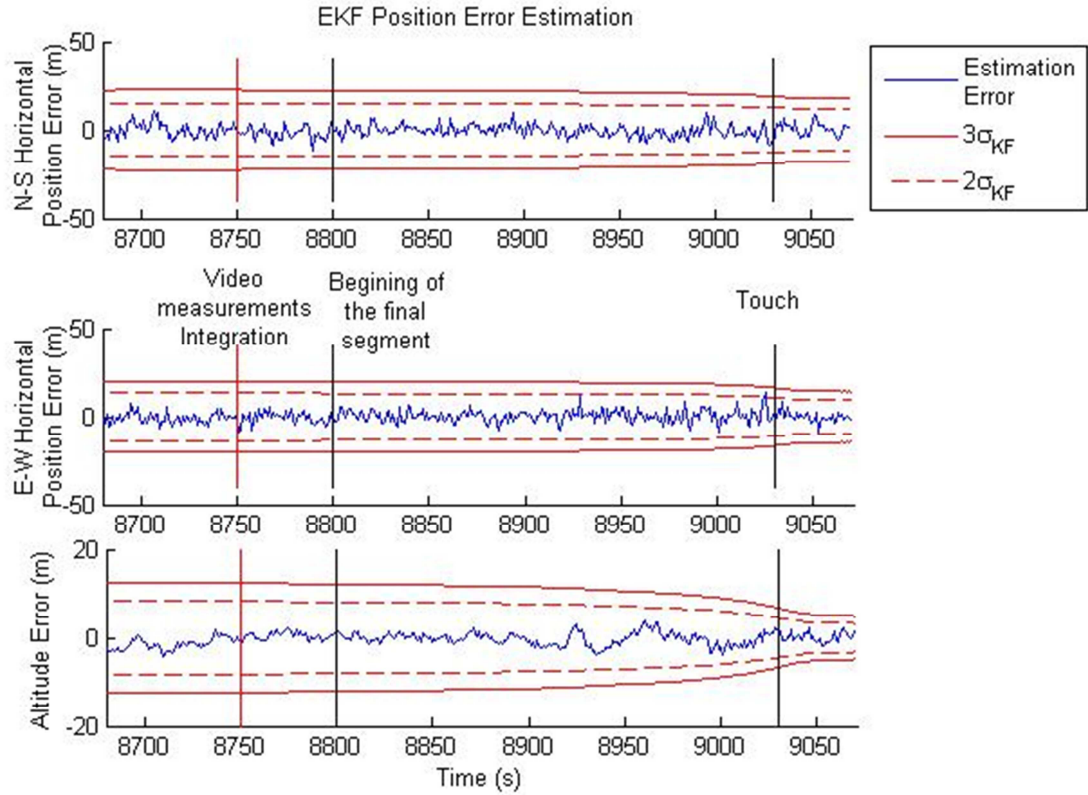 EKF Position Error Estimation
N-S Horizontal
Position Error (m)
50
0
-50
8700 8750 8800 8850 8900 8950 9000 9050
Estimation
Error
3σKF
2σKF
Video
measurements
Integration
Begining of
the final
segment
Touch
E-W Horizontal
Position Error (m)
50
0
-50
8700 8750 8800 8850 8900 8950 9000 9050
Altitude Error (m)
20
0
-20
8700 8750 8800 8850 8900 8950 9000 9050
Time (s)